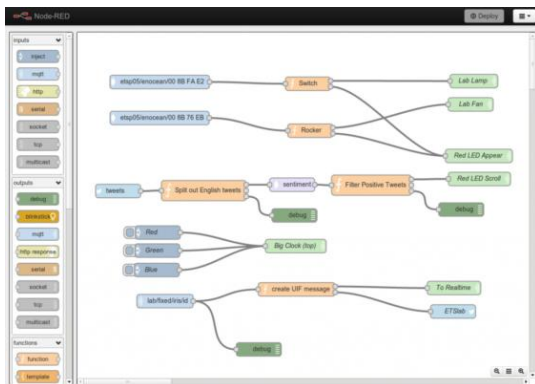 Node-RED
Deploy
inputs
inject
mqtt
http
serial
socket
tcp
multicast
outputs
debug
blinkstick
mqtt
http response
serial
socket
tcp
multicast
functions
function
template
etsp05/enocean/00 8B FA E2
Switch
Lab Lamp
Lab Fan
etsp05/enocean/00 8B 76 EB
Rocker
Red LED Appear
tweets
Split out English tweets
sentiment
Filter Positive Tweets
Red LED Scroll
debug
debug
Red
Green
Blue
Big Clock (top)
lab/fixed/iris/id
create UIF message
To Realtime
ETSlab
debug